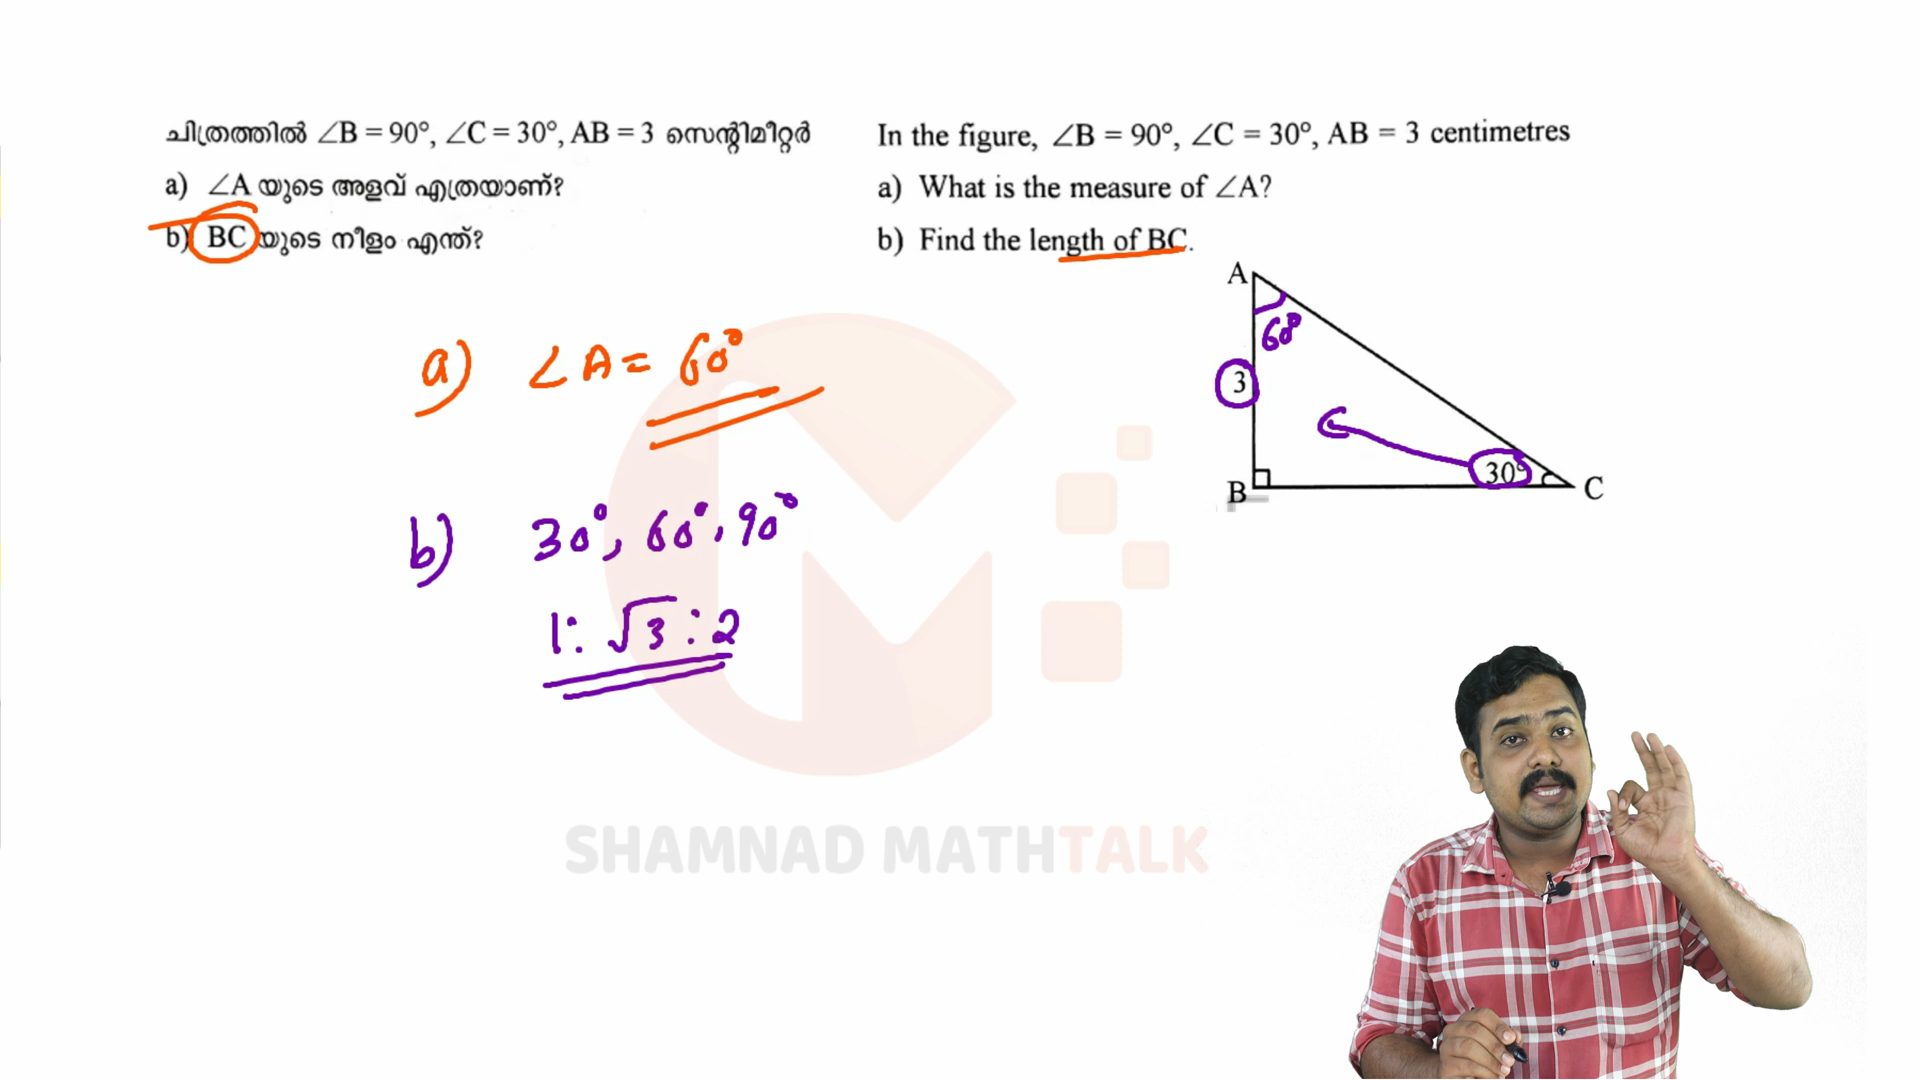 ചിത്രത്തിൽ ∠B = 90°, ∠C = 30°, AB = 3 സെന്റിമീറ്റർ
a) ∠A യുടെ അളവ് എത്രയാണ്?
b) BC യുടെ നീളം എന്ത്?
In the figure, ∠B = 90°, ∠C = 30°, AB = 3 centimetres
a) What is the measure of ∠A?
b) Find the length of BC.
A
60°
3
30°
B
C
a) ∠A = 60°
b) 30°, 60°, 90°
1 : √3 : 2
SHAMNAD MATHTALK